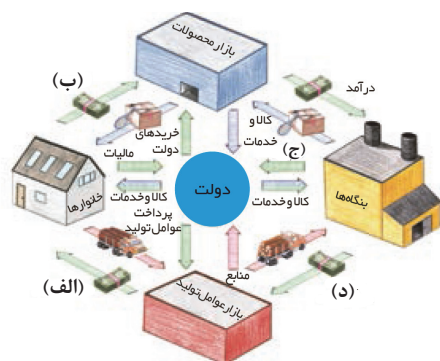 بازار محصولات
(ب)
درآمد
خریدهای
دولت
کالا و
خدمات
(ج)
مالیات
دولت
خانوارها
بنگاه‌ها
کالا و خدمات
کالا و خدمات
پرداخت
عوامل تولید
منابع
(الف)
(د)
بازار عوامل تولید